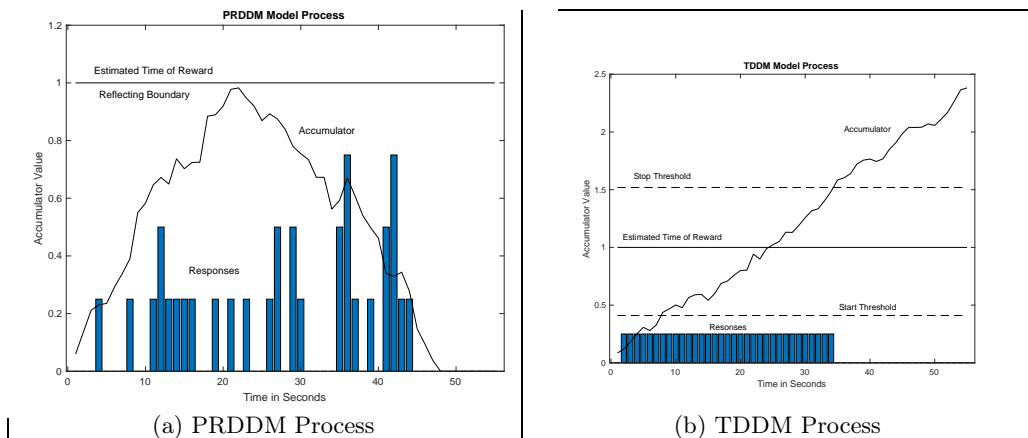 PRDDM Model Process
1.2
1
0.8
0.6
0.4
0.2
0
Accumulator Value
Estimated Time of Reward
Reflecting Boundary
Accumulator
Responses
0 10 20 30 40 50
Time in Seconds
(a) PRDDM Process
TDDM Model Process
2.5
2
1.5
1
0.5
0
Accumulator Value
Accumulator
Stop Threshold
Estimated Time of Reward
Start Threshold
Resonses
0 10 20 30 40 50
Time in Seconds
(b) TDDM Process